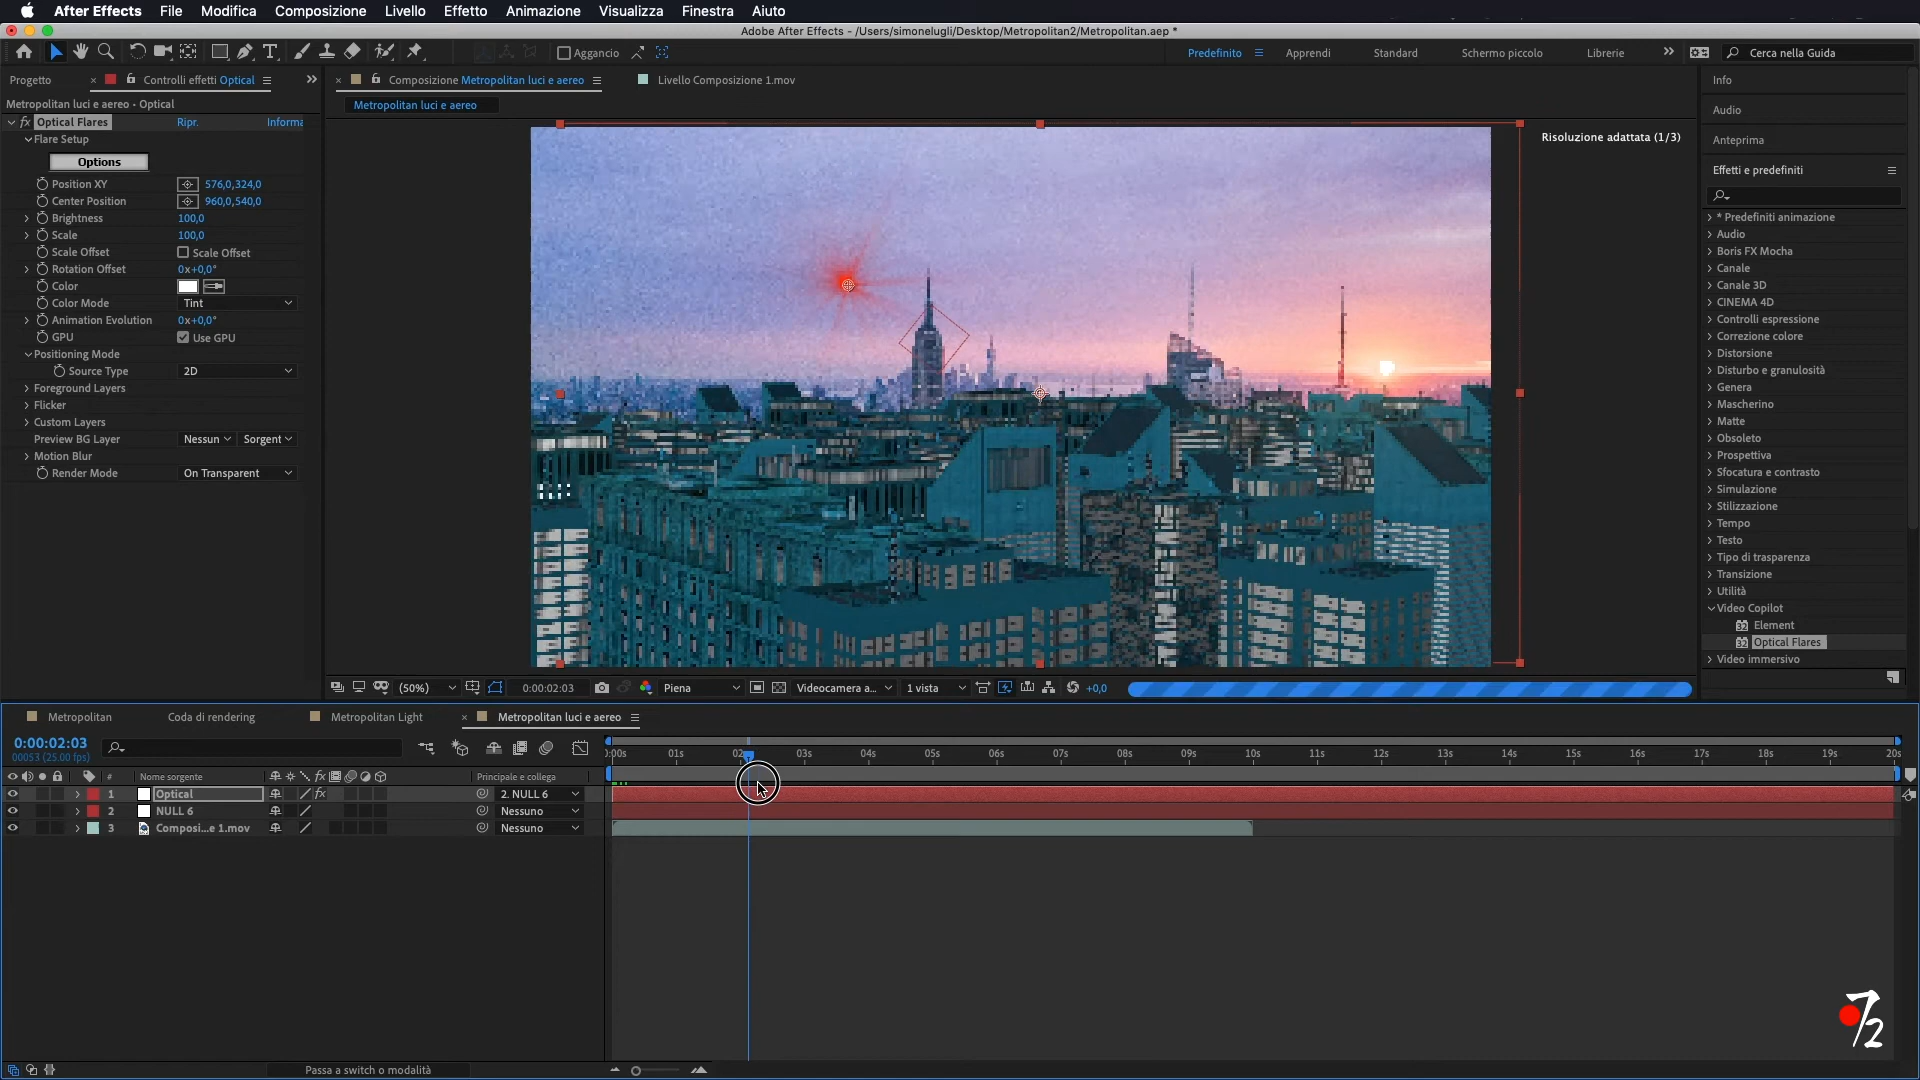 After Effects File Modifica Composizione Livello Effetto Animazione Visualizza Finestra Aiuto
Adobe After Effects - /Users/simonelugli/Desktop/Metropolitan2/Metropolitan.aep *
Aggancio
Predefinito Apprendi Standard Schermo piccolo Librerie Cerca nella Guida
Progetto Controlli effetti Optical
Metropolitan luci e aereo • Optical
fx Optical Flares Ripr. Informa
Flare Setup
Options
Position XY 576,0,324,0
Center Position 960,0,540,0
Brightness 100,0
Scale 100,0
Scale Offset Scale Offset
Rotation Offset 0x+0,0°
Color
Color Mode Tint
Animation Evolution 0x+0,0°
GPU Use GPU
Positioning Mode
Source Type 2D
Foreground Layers
Flicker
Custom Layers
Preview BG Layer Nessun Sorgent
Motion Blur
Render Mode On Transparent
Composizione Metropolitan luci e aereo Livello Composizione 1.mov
Metropolitan luci e aereo
Risoluzione adattata (1/3)
(50%) 0:00:02:03 Piena Videocamera a... 1 vista +0,0
Info
Audio
Anteprima
Effetti e predefiniti
* Predefiniti animazione
Audio
Boris FX Mocha
Canale
Canale 3D
CINEMA 4D
Controlli espressione
Correzione colore
Distorsione
Disturbo e granulosità
Genera
Mascherino
Matte
Obsoleto
Prospettiva
Sfocatura e contrasto
Simulazione
Stilizzazione
Tempo
Testo
Tipo di trasparenza
Transizione
Utilità
Video Copilot
32 Element
32 Optical Flares
Video immersivo
Metropolitan Coda di rendering Metropolitan Light Metropolitan luci e aereo
0:00:02:03
00053 (25.00 fps)
0:00s 01s 02s 03s 04s 05s 06s 07s 08s 09s 10s 11s 12s 13s 14s 15s 16s 17s 18s 19s 20s
# Nome sorgente fx Principale e collega
1 Optical fx 2. NULL 6
2 NULL 6 Nessuno
3 Composi...e 1.mov Nessuno
Passa a switch o modalità
7/2